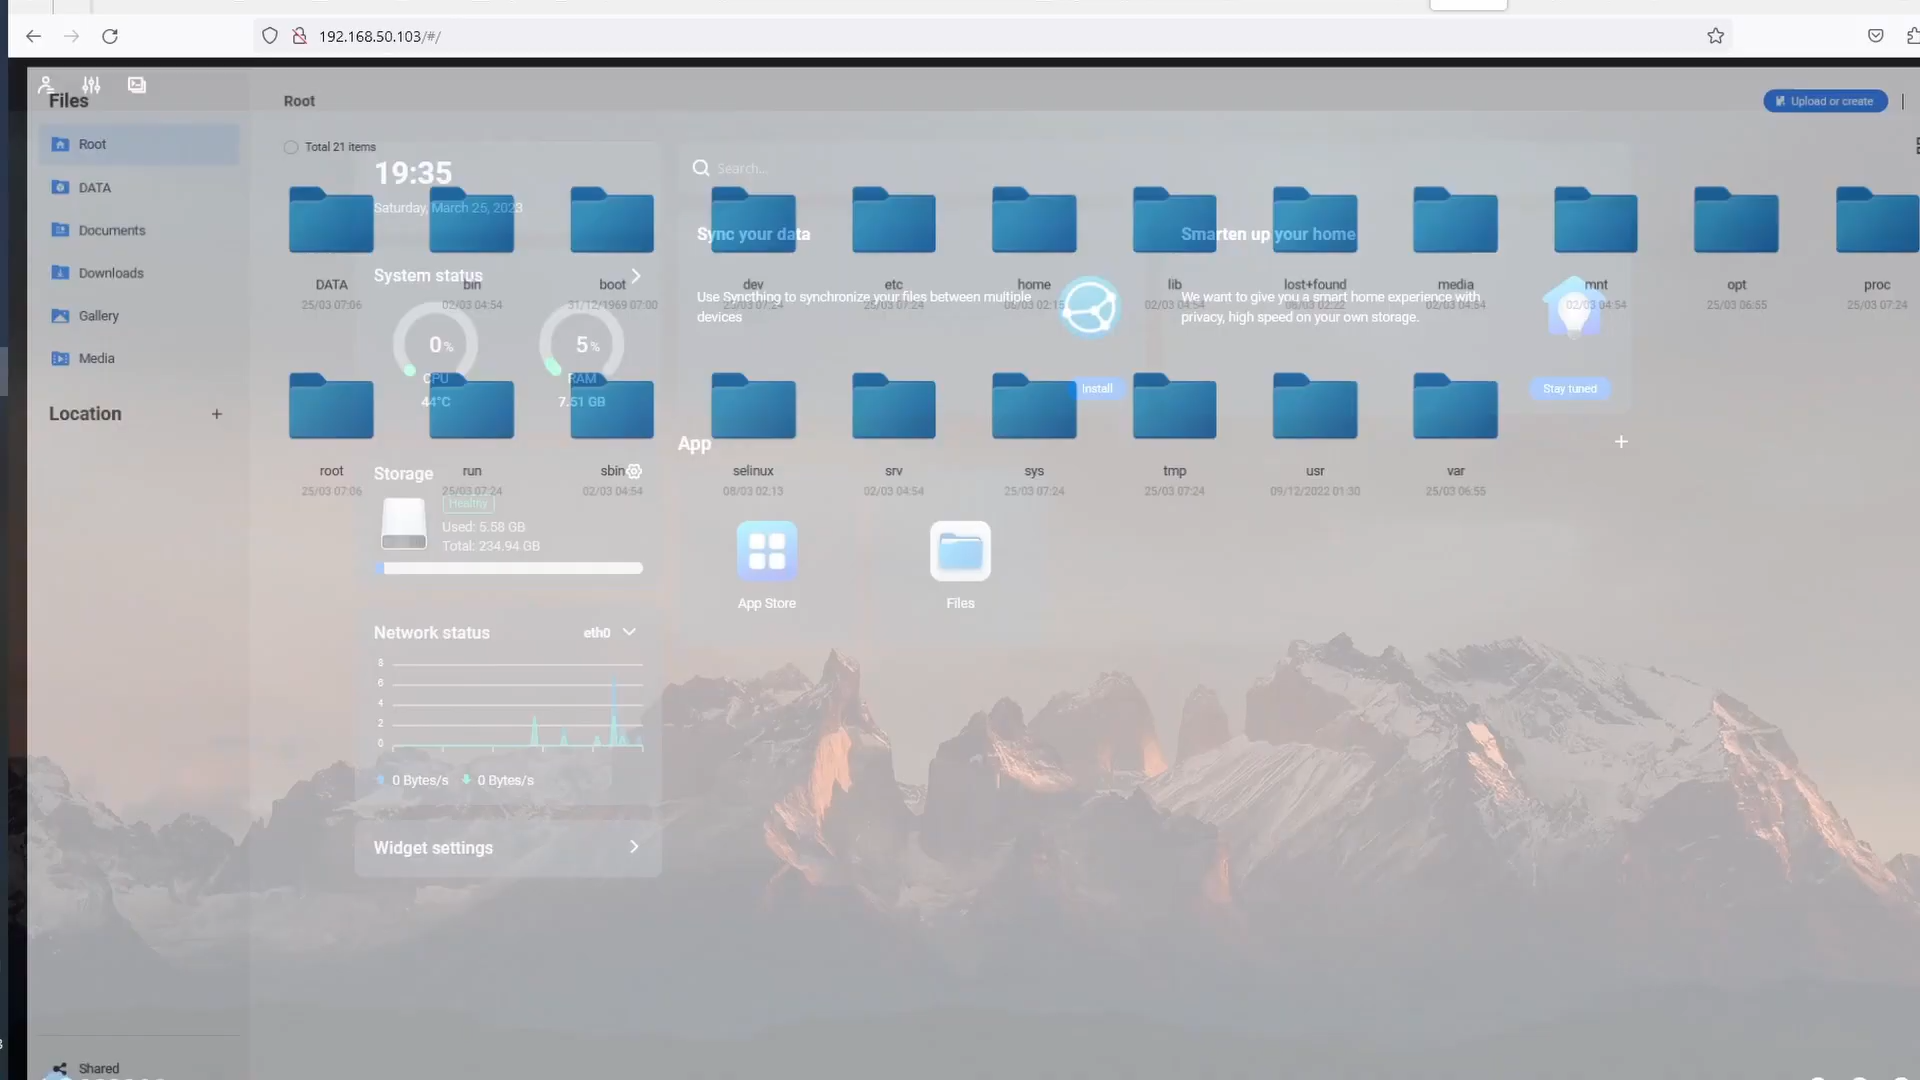 192.168.50.103/#/
Files
Root
Upload or create
Root
DATA
Documents
Downloads
Gallery
Media
Location
Shared
Total 21 items
19:35
Saturday, March 25, 2023
Search...
Sync your data
Smarten up your home
System status
DATA
bin
boot
dev
etc
home
lib
lost+found
media
mnt
opt
proc
25/03 07:06
02/03 04:54
31/12/1969 07:00
25/03 07:24
25/03 07:24
06/03 02:15
02/03 04:54
06/03 02:22
02/03 04:54
02/03 04:54
25/03 06:55
25/03 07:24
Use Syncthing to synchronize your files between multiple
devices
We want to give you a smart home experience with
privacy, high speed on your own storage.
0%
5%
CPU
RAM
44°C
7.51 GB
Install
Stay tuned
App
Storage
root
run
sbin
selinux
srv
sys
tmp
usr
var
25/03 07:06
25/03 07:24
02/03 04:54
08/03 02:13
02/03 04:54
25/03 07:24
25/03 07:24
09/12/2022 01:30
25/03 06:55
Healthy
Used: 5.58 GB
Total: 234.94 GB
App Store
Files
Network status
eth0
8
6
4
2
0
0 Bytes/s
0 Bytes/s
Widget settings